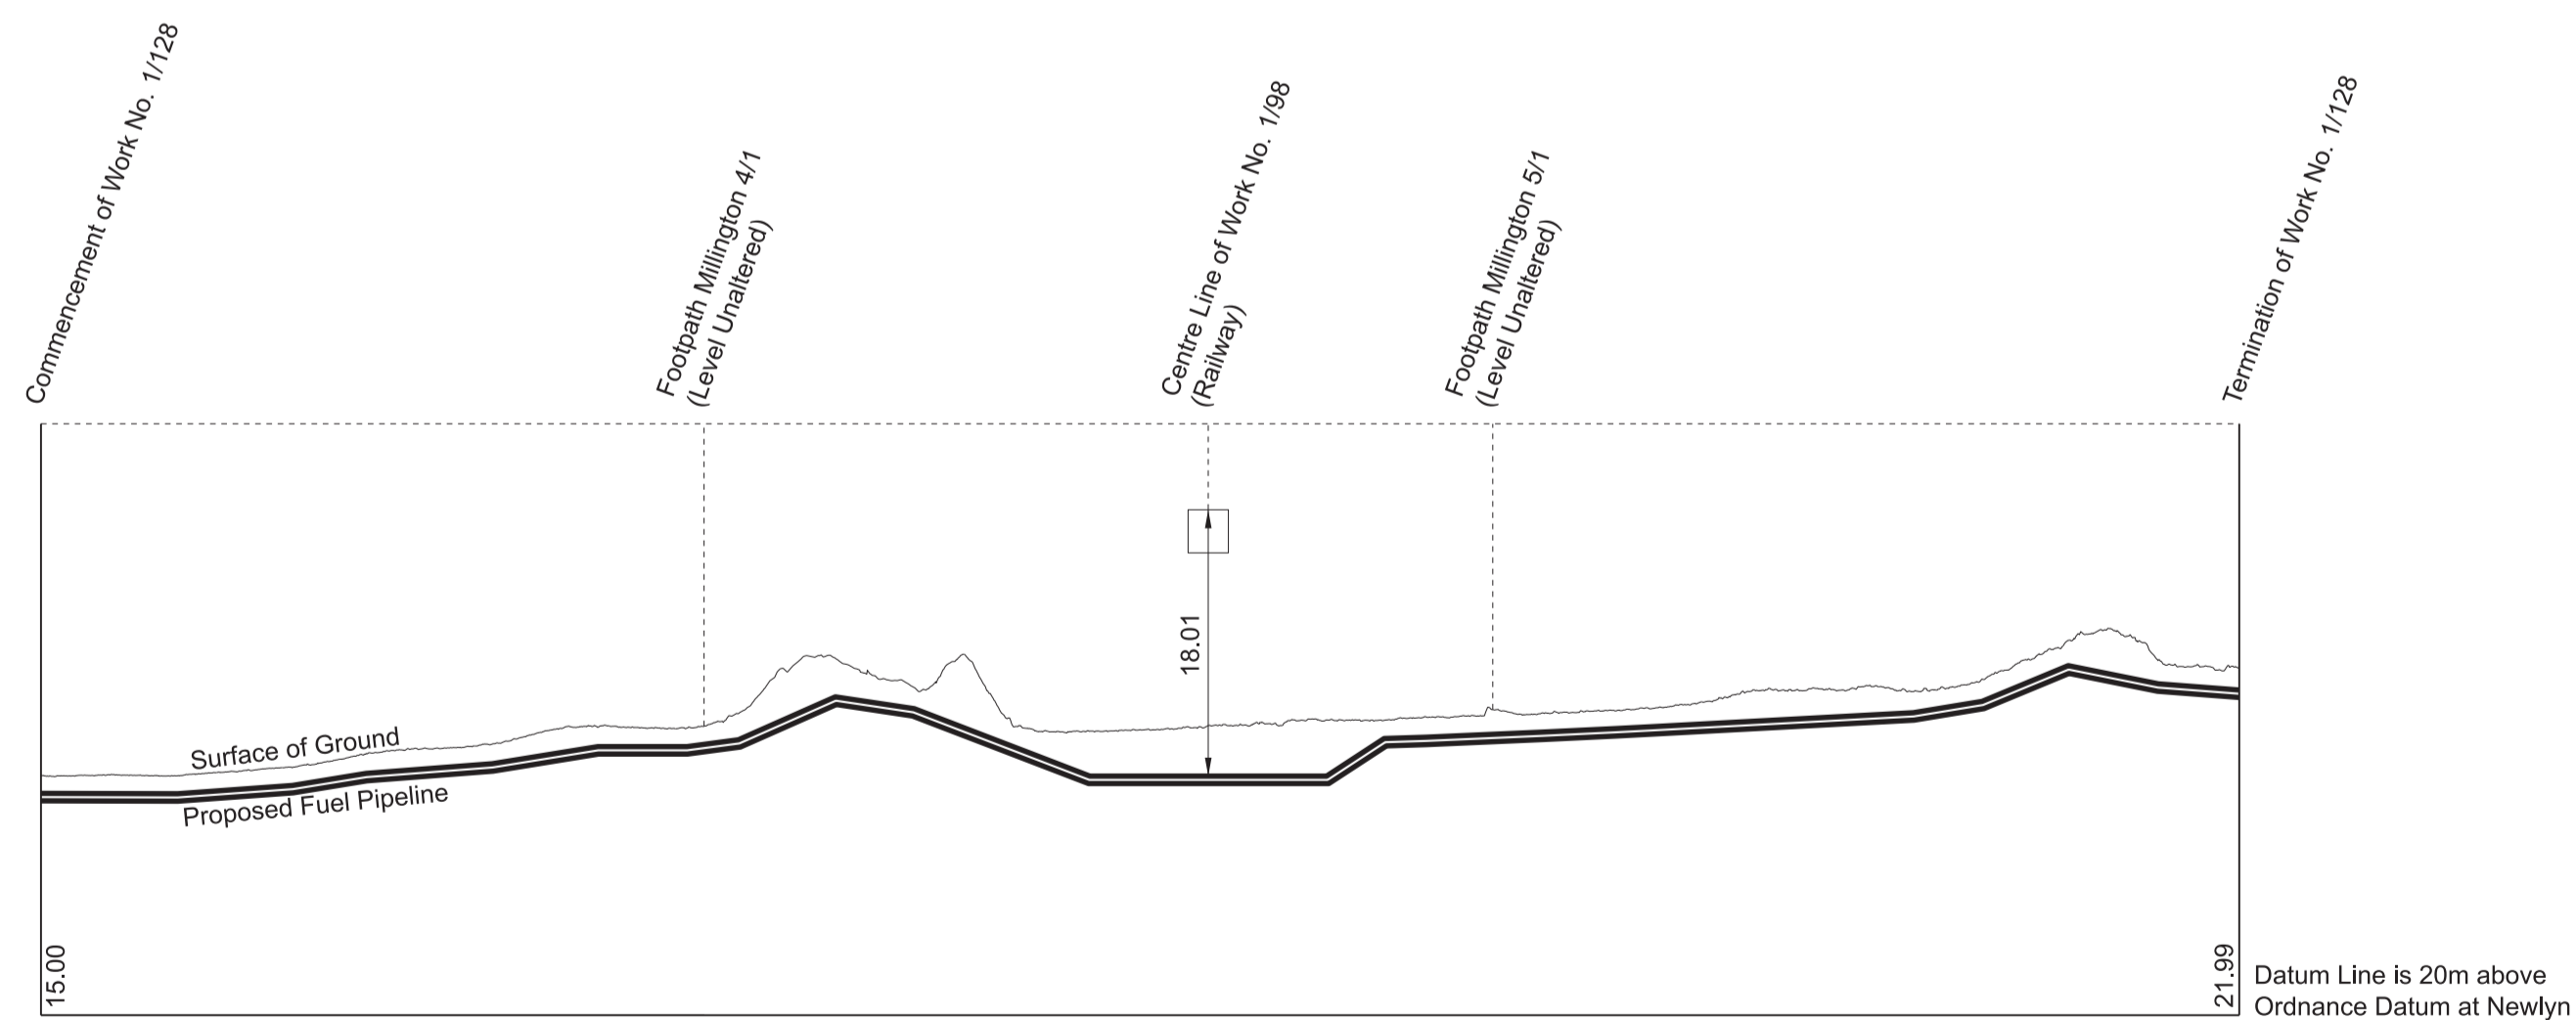 Commencement of Work No. 1/128
Footpath Millington 4/1
(Level Unaltered)
Centre Line of Work No. 1/98
(Railway)
Footpath Millington 5/1
(Level Unaltered)
Termination of Work No. 1/128
18.01
Surface of Ground
Proposed Fuel Pipeline
15.00
21.99
Datum Line is 20m above
Ordnance Datum at Newlyn